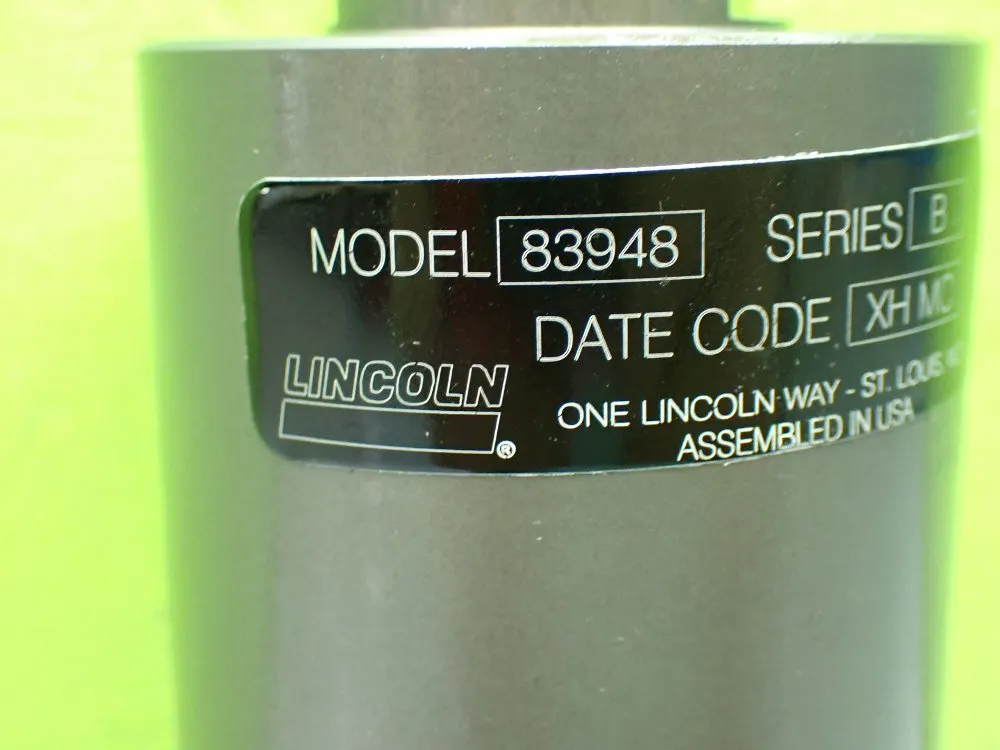 MODEL 83948 SERIES B
DATE CODE XH MC
LINCOLN ®
ONE LINCOLN WAY - ST. LOUIS
ASSEMBLED IN USA